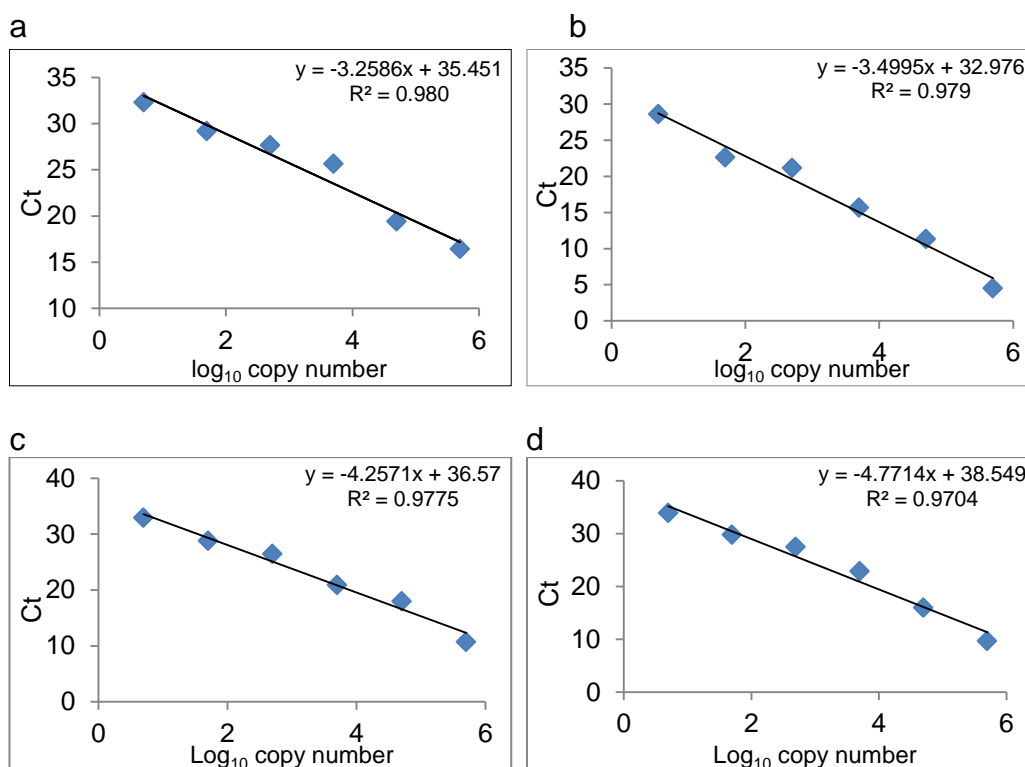 a
y = -3.2586x + 35.451
R² = 0.980
35
30
25
20
15
10
Ct
0 2 4 6
log₁₀ copy number
b
y = -3.4995x + 32.976
R² = 0.979
35
30
25
20
15
10
5
0
Ct
0 2 4 6
log₁₀ copy number
c
y = -4.2571x + 36.57
R² = 0.9775
40
30
20
10
0
Ct
0 2 4 6
Log₁₀ copy number
d
y = -4.7714x + 38.549
R² = 0.9704
40
30
20
10
0
Ct
0 2 4 6
Log₁₀ copy number